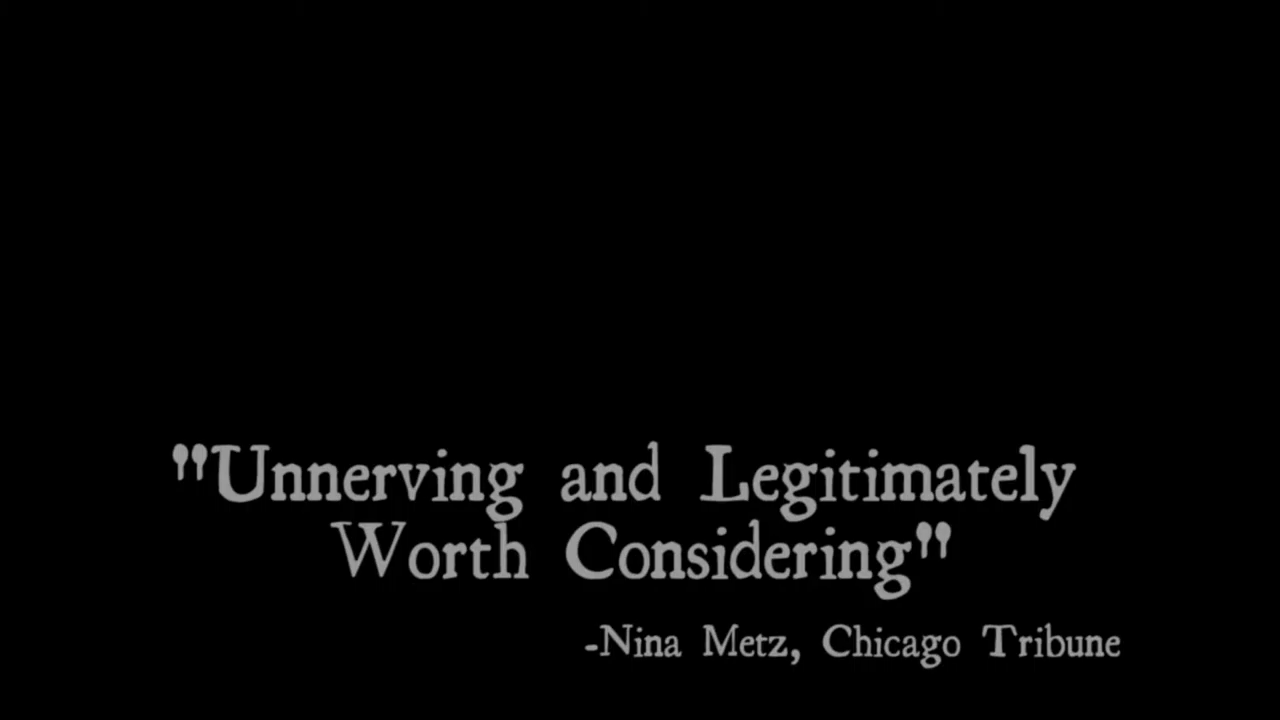 "Unnerving and Legitimately
Worth Considering"
-Nina Metz, Chicago Tribune